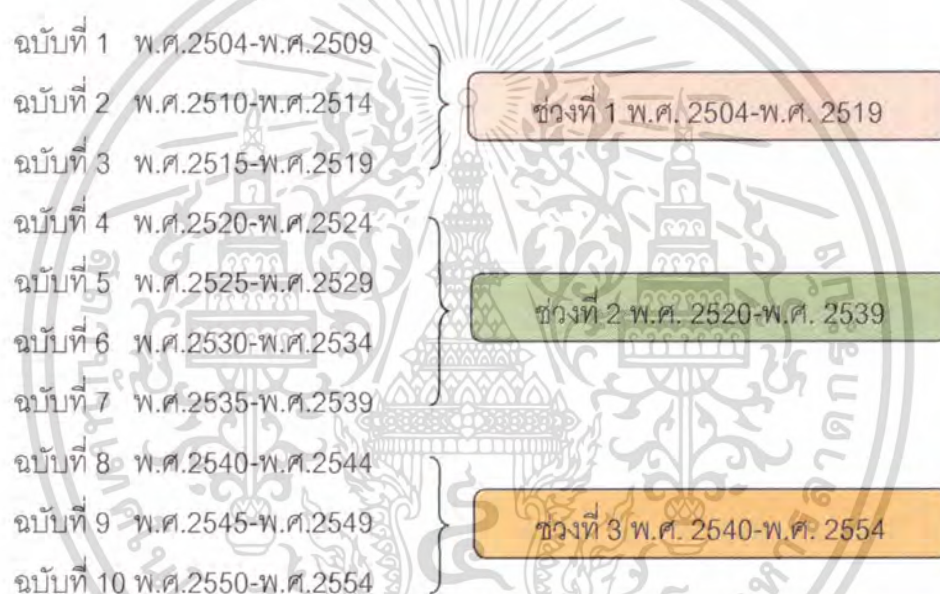 ฉบับที่ 1 พ.ศ.2504-พ.ศ.2509
ฉบับที่ 2 พ.ศ.2510-พ.ศ.2514
ฉบับที่ 3 พ.ศ.2515-พ.ศ.2519
ช่วงที่ 1 พ.ศ. 2504-พ.ศ. 2519
ฉบับที่ 4 พ.ศ.2520-พ.ศ.2524
ฉบับที่ 5 พ.ศ.2525-พ.ศ.2529
ฉบับที่ 6 พ.ศ.2530-พ.ศ.2534
ฉบับที่ 7 พ.ศ.2535-พ.ศ.2539
ช่วงที่ 2 พ.ศ. 2520-พ.ศ. 2539
ฉบับที่ 8 พ.ศ.2540-พ.ศ.2544
ฉบับที่ 9 พ.ศ.2545-พ.ศ.2549
ฉบับที่ 10 พ.ศ.2550-พ.ศ.2554
ช่วงที่ 3 พ.ศ. 2540-พ.ศ. 2554